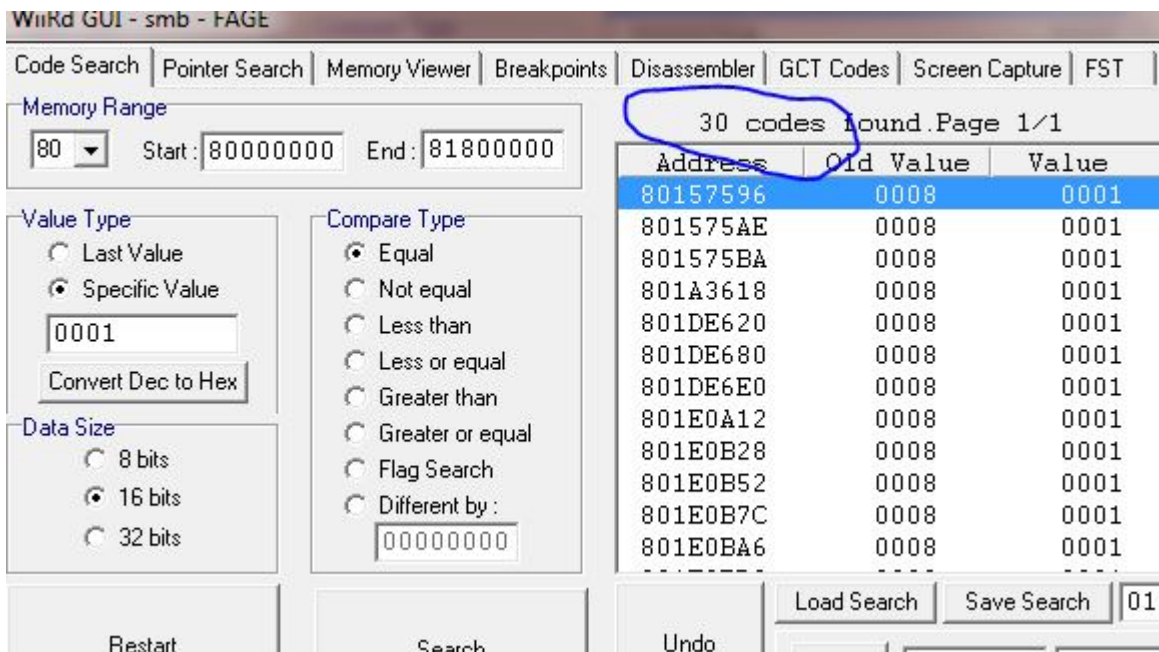 WiiRd GUI - smb - FAGE
Code Search Pointer Search Memory Viewer Breakpoints Disassembler GCT Codes Screen Capture FST
Memory Range
80 Start : 80000000 End : 81800000
Value Type
Last Value
Specific Value
0001
Convert Dec to Hex
Data Size
8 bits
16 bits
32 bits
Compare Type
Equal
Not equal
Less than
Less or equal
Greater than
Greater or equal
Flag Search
Different by :
00000000
30 codes found.Page 1/1
Address Old Value Value
80157596 0008 0001
801575AE 0008 0001
801575BA 0008 0001
801A3618 0008 0001
801DE620 0008 0001
801DE680 0008 0001
801DE6E0 0008 0001
801E0A12 0008 0001
801E0B28 0008 0001
801E0B52 0008 0001
801E0B7C 0008 0001
801E0BA6 0008 0001
Load Search Save Search 01
Restart Search Undo